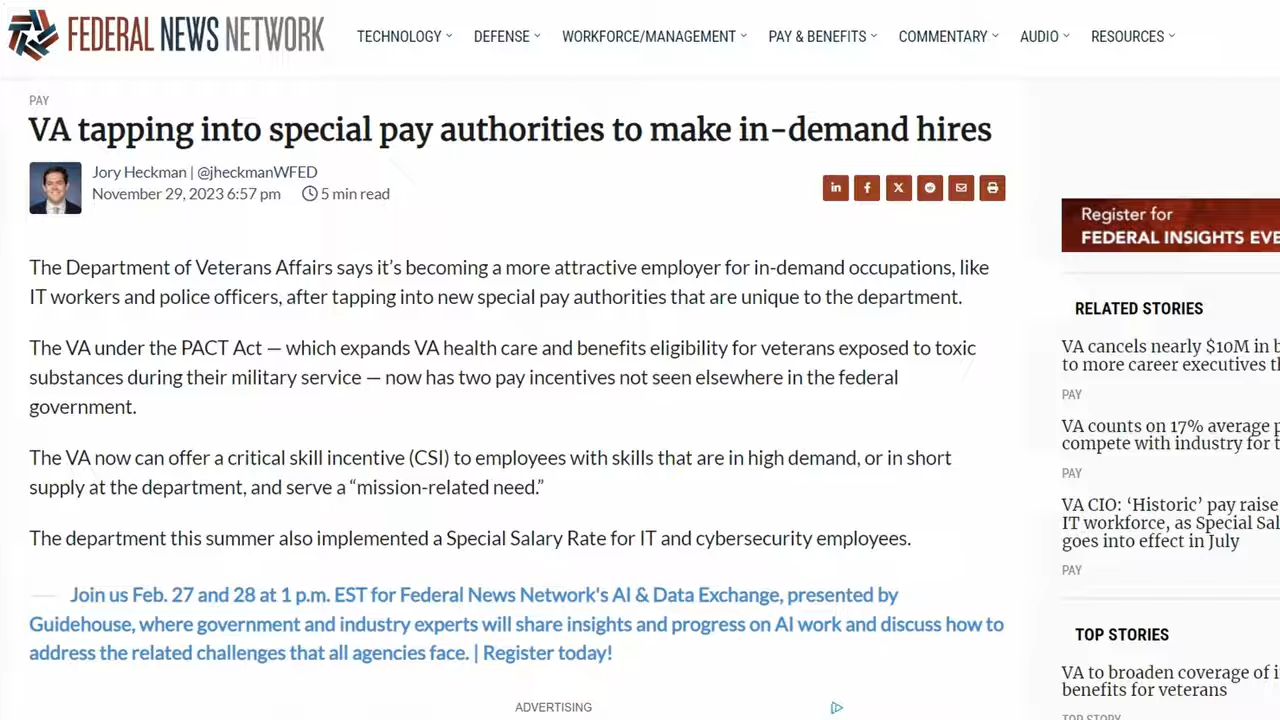 FEDERAL NEWS NETWORK
TECHNOLOGY DEFENSE WORKFORCE/MANAGEMENT PAY & BENEFITS COMMENTARY AUDIO RESOURCES
PAY
VA tapping into special pay authorities to make in-demand hires
Jory Heckman | @jheckmanWFED
November 29, 2023 6:57 pm 5 min read
The Department of Veterans Affairs says it's becoming a more attractive employer for in-demand occupations, like
IT workers and police officers, after tapping into new special pay authorities that are unique to the department.
The VA under the PACT Act — which expands VA health care and benefits eligibility for veterans exposed to toxic
substances during their military service — now has two pay incentives not seen elsewhere in the federal
government.
The VA now can offer a critical skill incentive (CSI) to employees with skills that are in high demand, or in short
supply at the department, and serve a “mission-related need.”
The department this summer also implemented a Special Salary Rate for IT and cybersecurity employees.
Join us Feb. 27 and 28 at 1 p.m. EST for Federal News Network's AI & Data Exchange, presented by
Guidehouse, where government and industry experts will share insights and progress on AI work and discuss how to
address the related challenges that all agencies face. | Register today!
ADVERTISING
Register for
FEDERAL INSIGHTS EVE
RELATED STORIES
VA cancels nearly $10M in b
to more career executives th
PAY
VA counts on 17% average p
compete with industry for t
PAY
VA CIO: ‘Historic’ pay raise
IT workforce, as Special Sal
goes into effect in July
PAY
TOP STORIES
VA to broaden coverage of i
benefits for veterans
TOP STORY